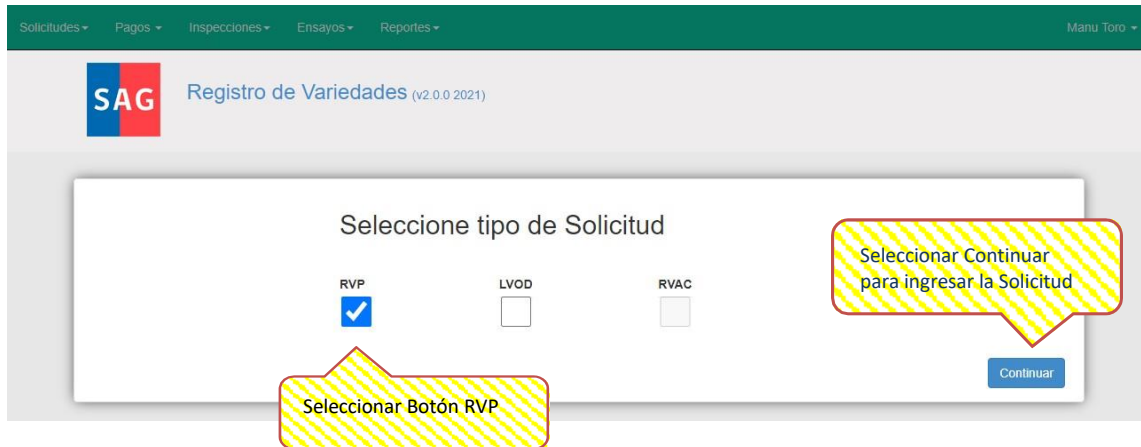 Solicitudes Pagos Inspecciones Ensayos Reportes Manu Toro
SAG Registro de Variedades (v2.0.0 2021)
Seleccione tipo de Solicitud
Seleccionar Continuar
para ingresar la Solicitud
RVP LVOD RVAC
Continuar
Seleccionar Botón RVP